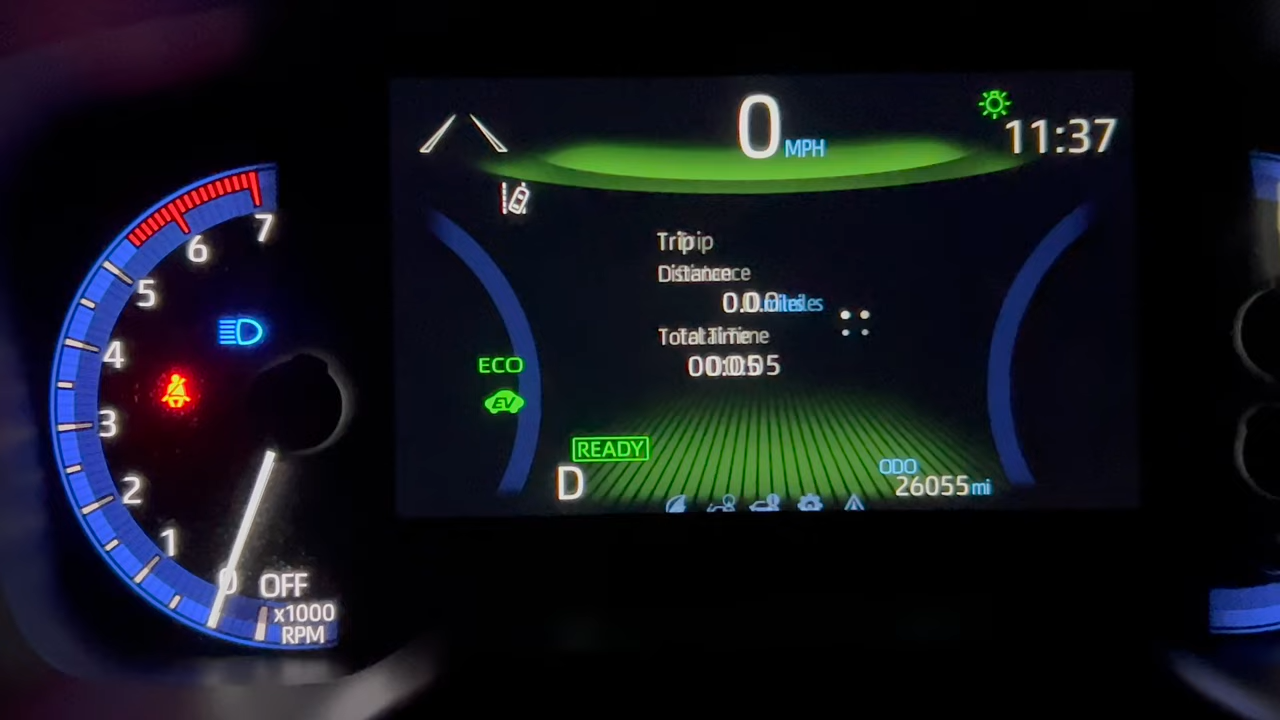 0 MPH
11:37
7
6
5
4
3
2
1
0
OFF
x1000
RPM
Trip
Distance
0.0 miles
Total Time
00:05
ECO
EV
READY
D
ODO
26055 mi